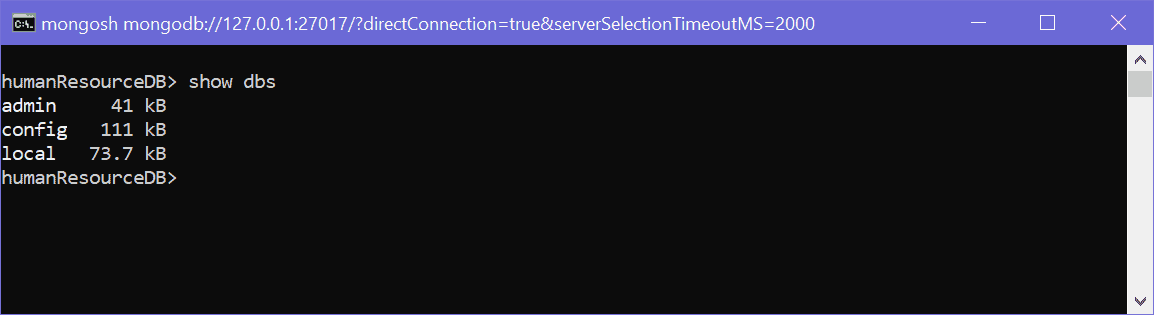 mongosh mongodb://127.0.0.1:27017/?directConnection=true&serverSelectionTimeoutMS=2000
humanResourceDB> show dbs
admin     41 kB
config   111 kB
local   73.7 kB
humanResourceDB>